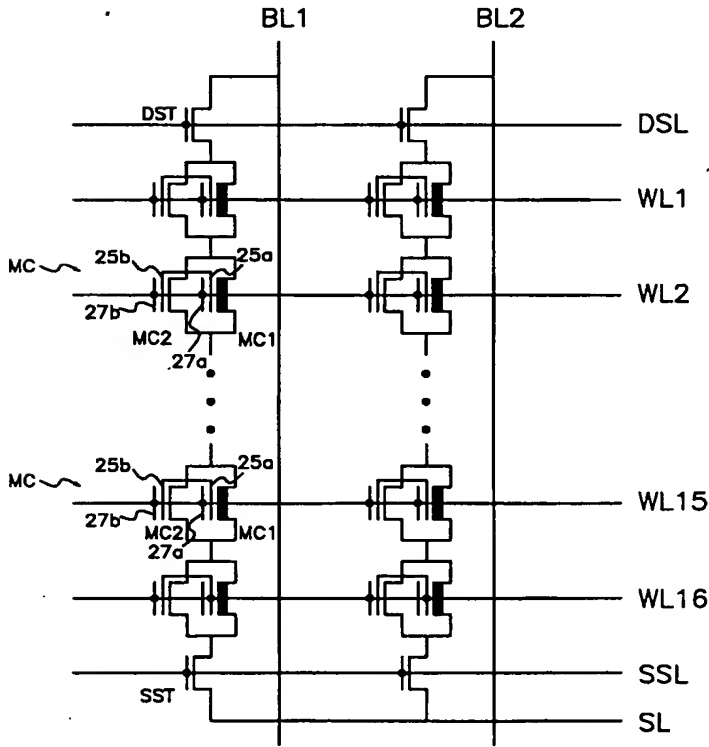 BL1 BL2
DST DSL
WL1
MC 25b 25a
WL2
27b
MC2 MC1
27a
MC 25b 25a
WL15
27b
MC2 MC1
27a
WL16
SSL
SST
SL